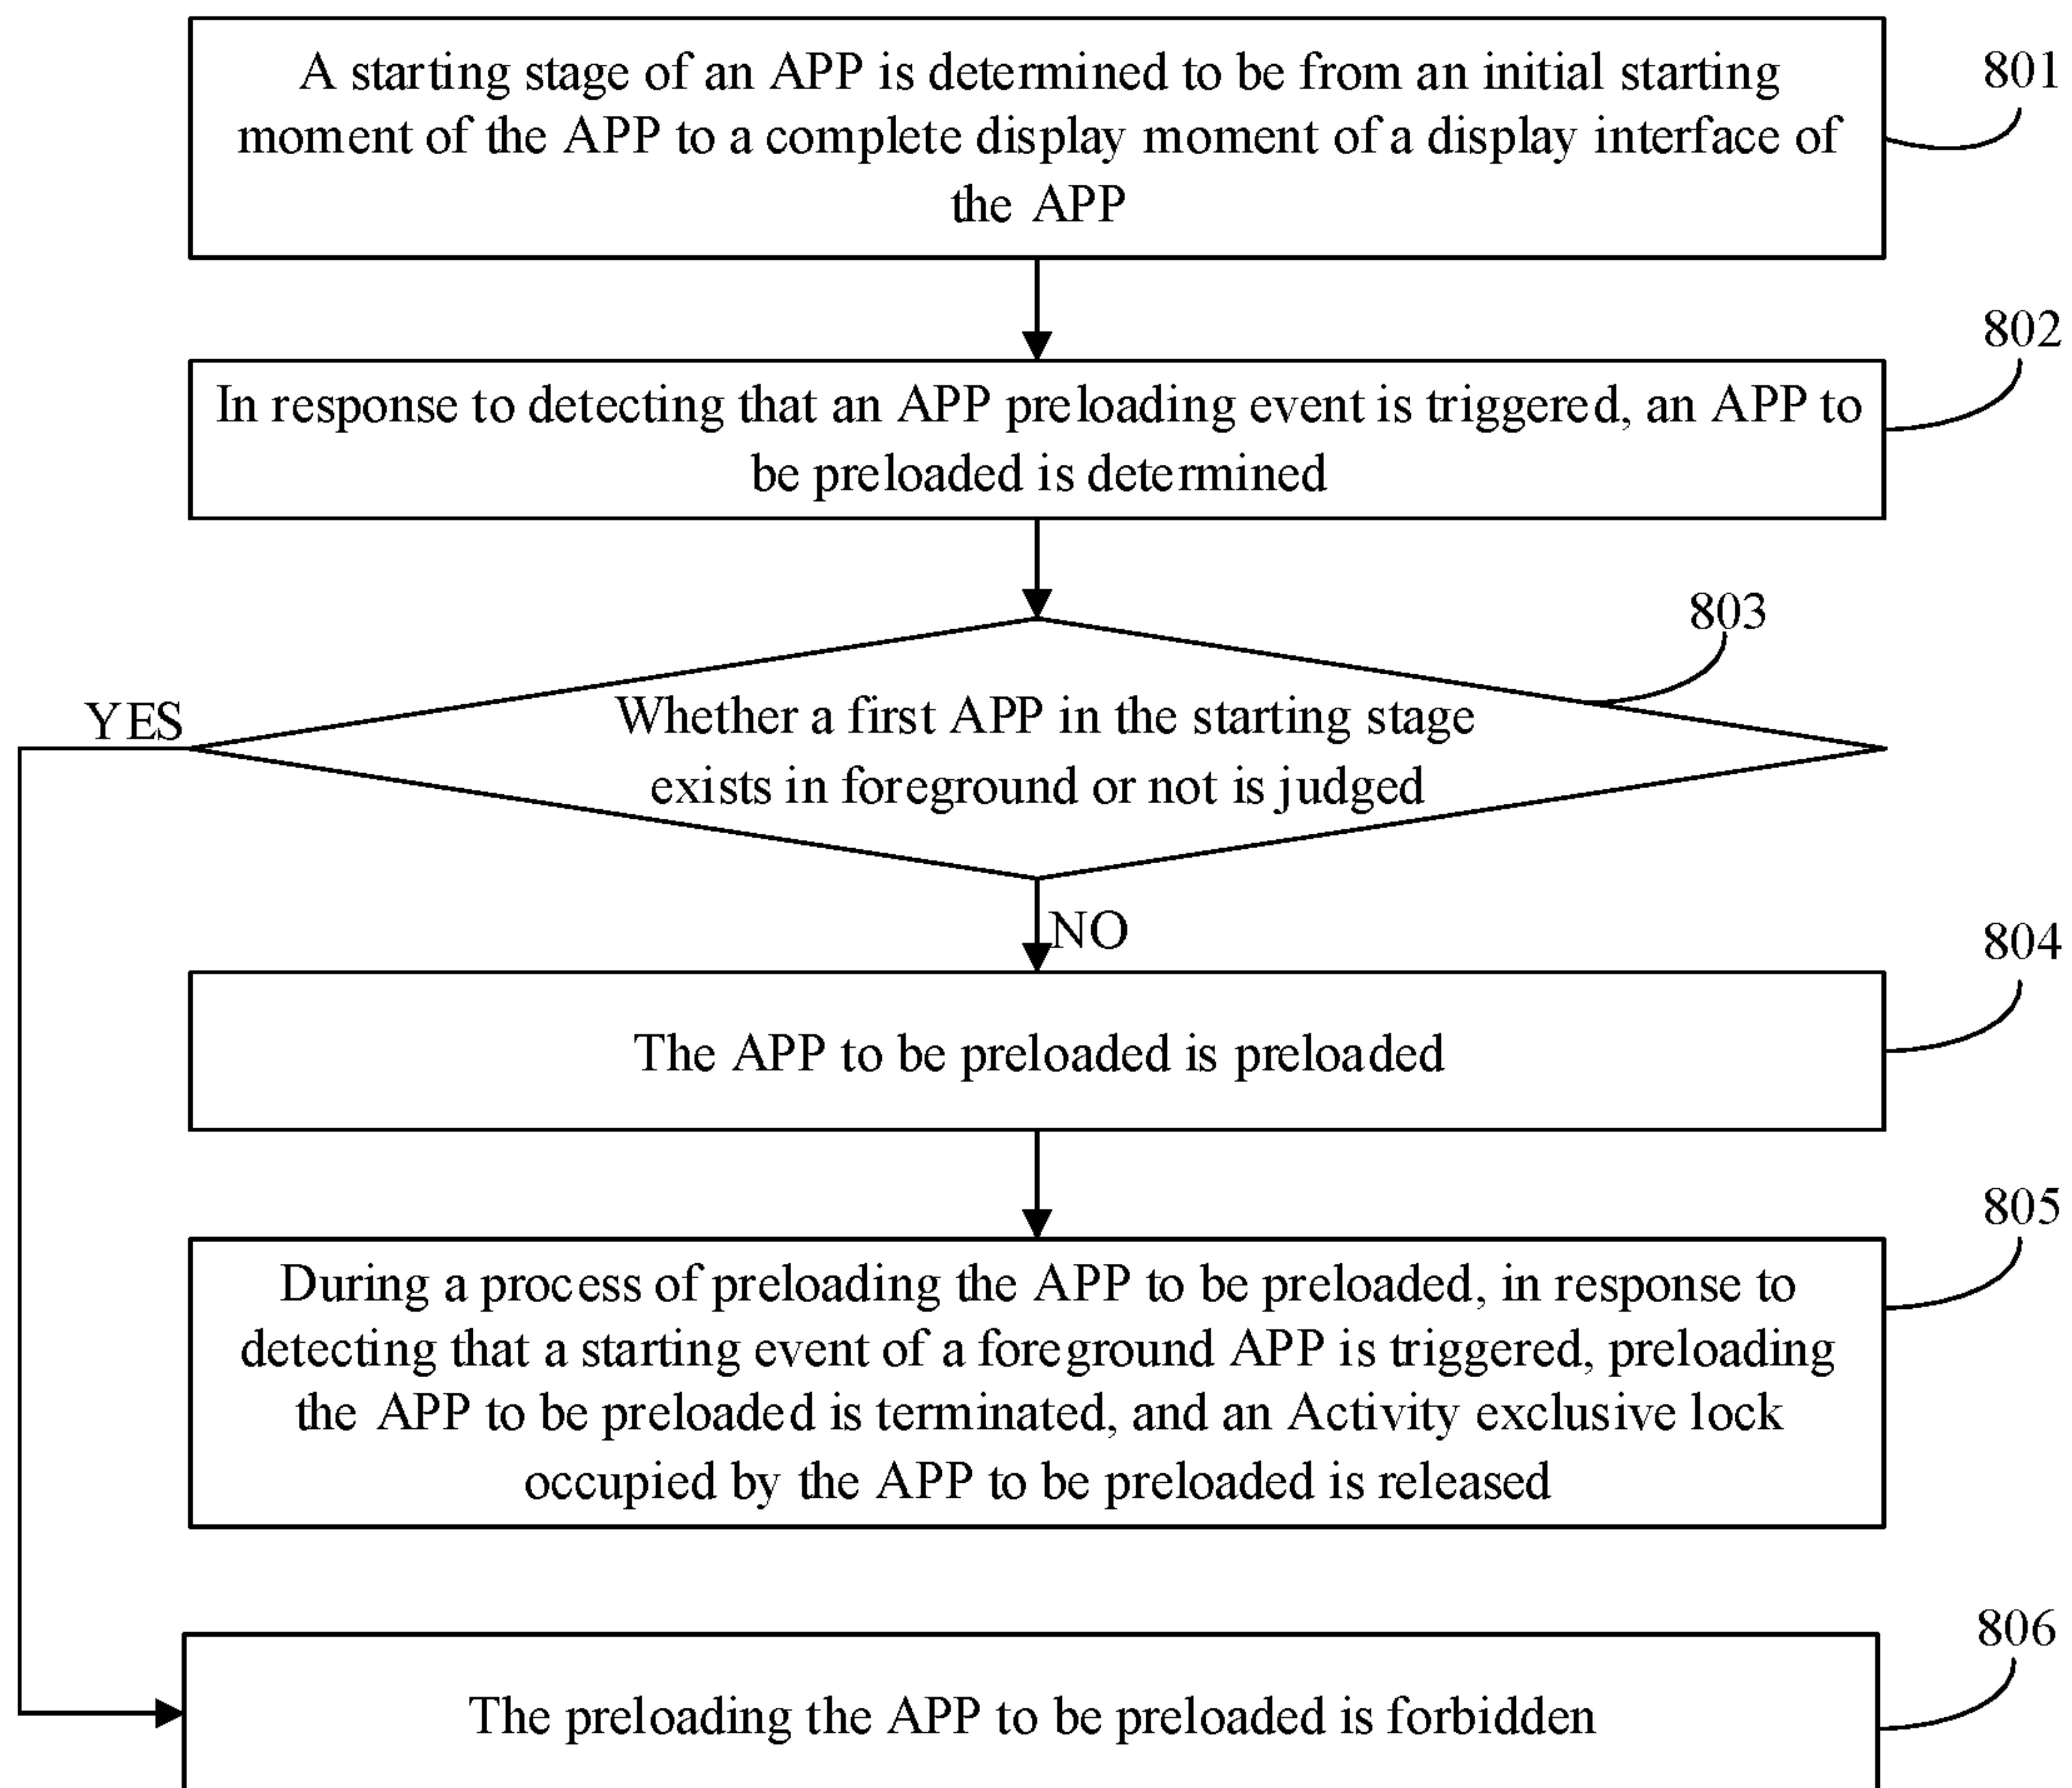 A starting stage of an APP is determined to be from an initial starting
moment of the APP to a complete display moment of a display interface of
the APP
801
802
In response to detecting that an APP preloading event is triggered, an APP to
be preloaded is determined
803
YES
Whether a first APP in the starting stage
exists in foreground or not is judged
NO
804
The APP to be preloaded is preloaded
805
During a process of preloading the APP to be preloaded, in response to
detecting that a starting event of a foreground APP is triggered, preloading
the APP to be preloaded is terminated, and an Activity exclusive lock
occupied by the APP to be preloaded is released
806
The preloading the APP to be preloaded is forbidden